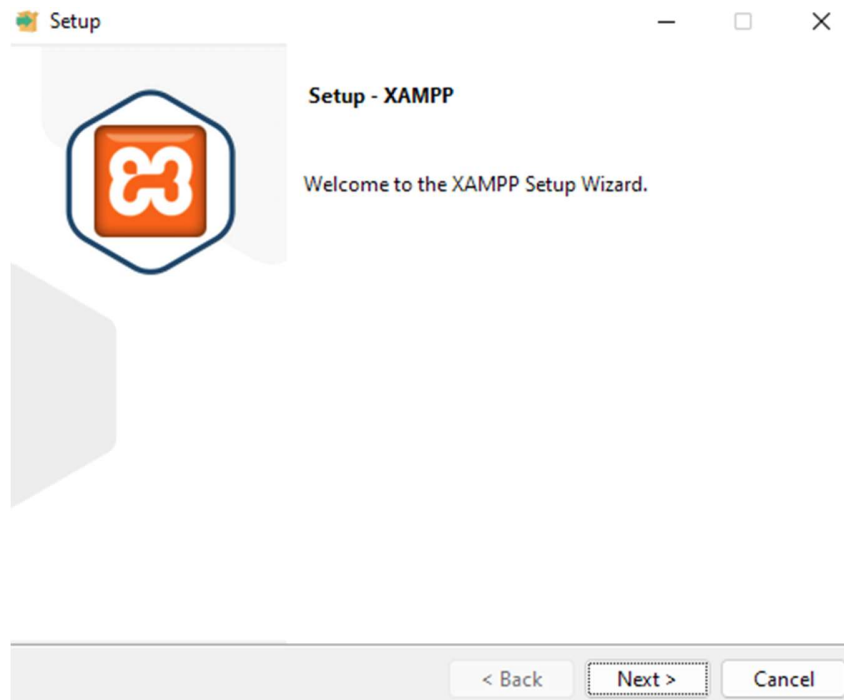 Setup
Setup - XAMPP
Welcome to the XAMPP Setup Wizard.
< Back
Next >
Cancel